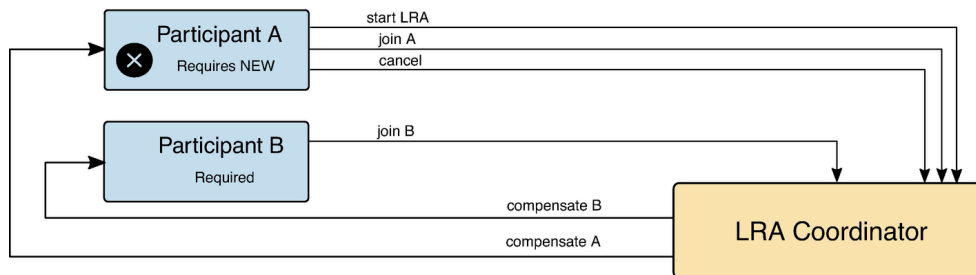 Participant A
Requires NEW
start LRA
join A
cancel
Participant B
Required
join B
compensate B
compensate A
LRA Coordinator